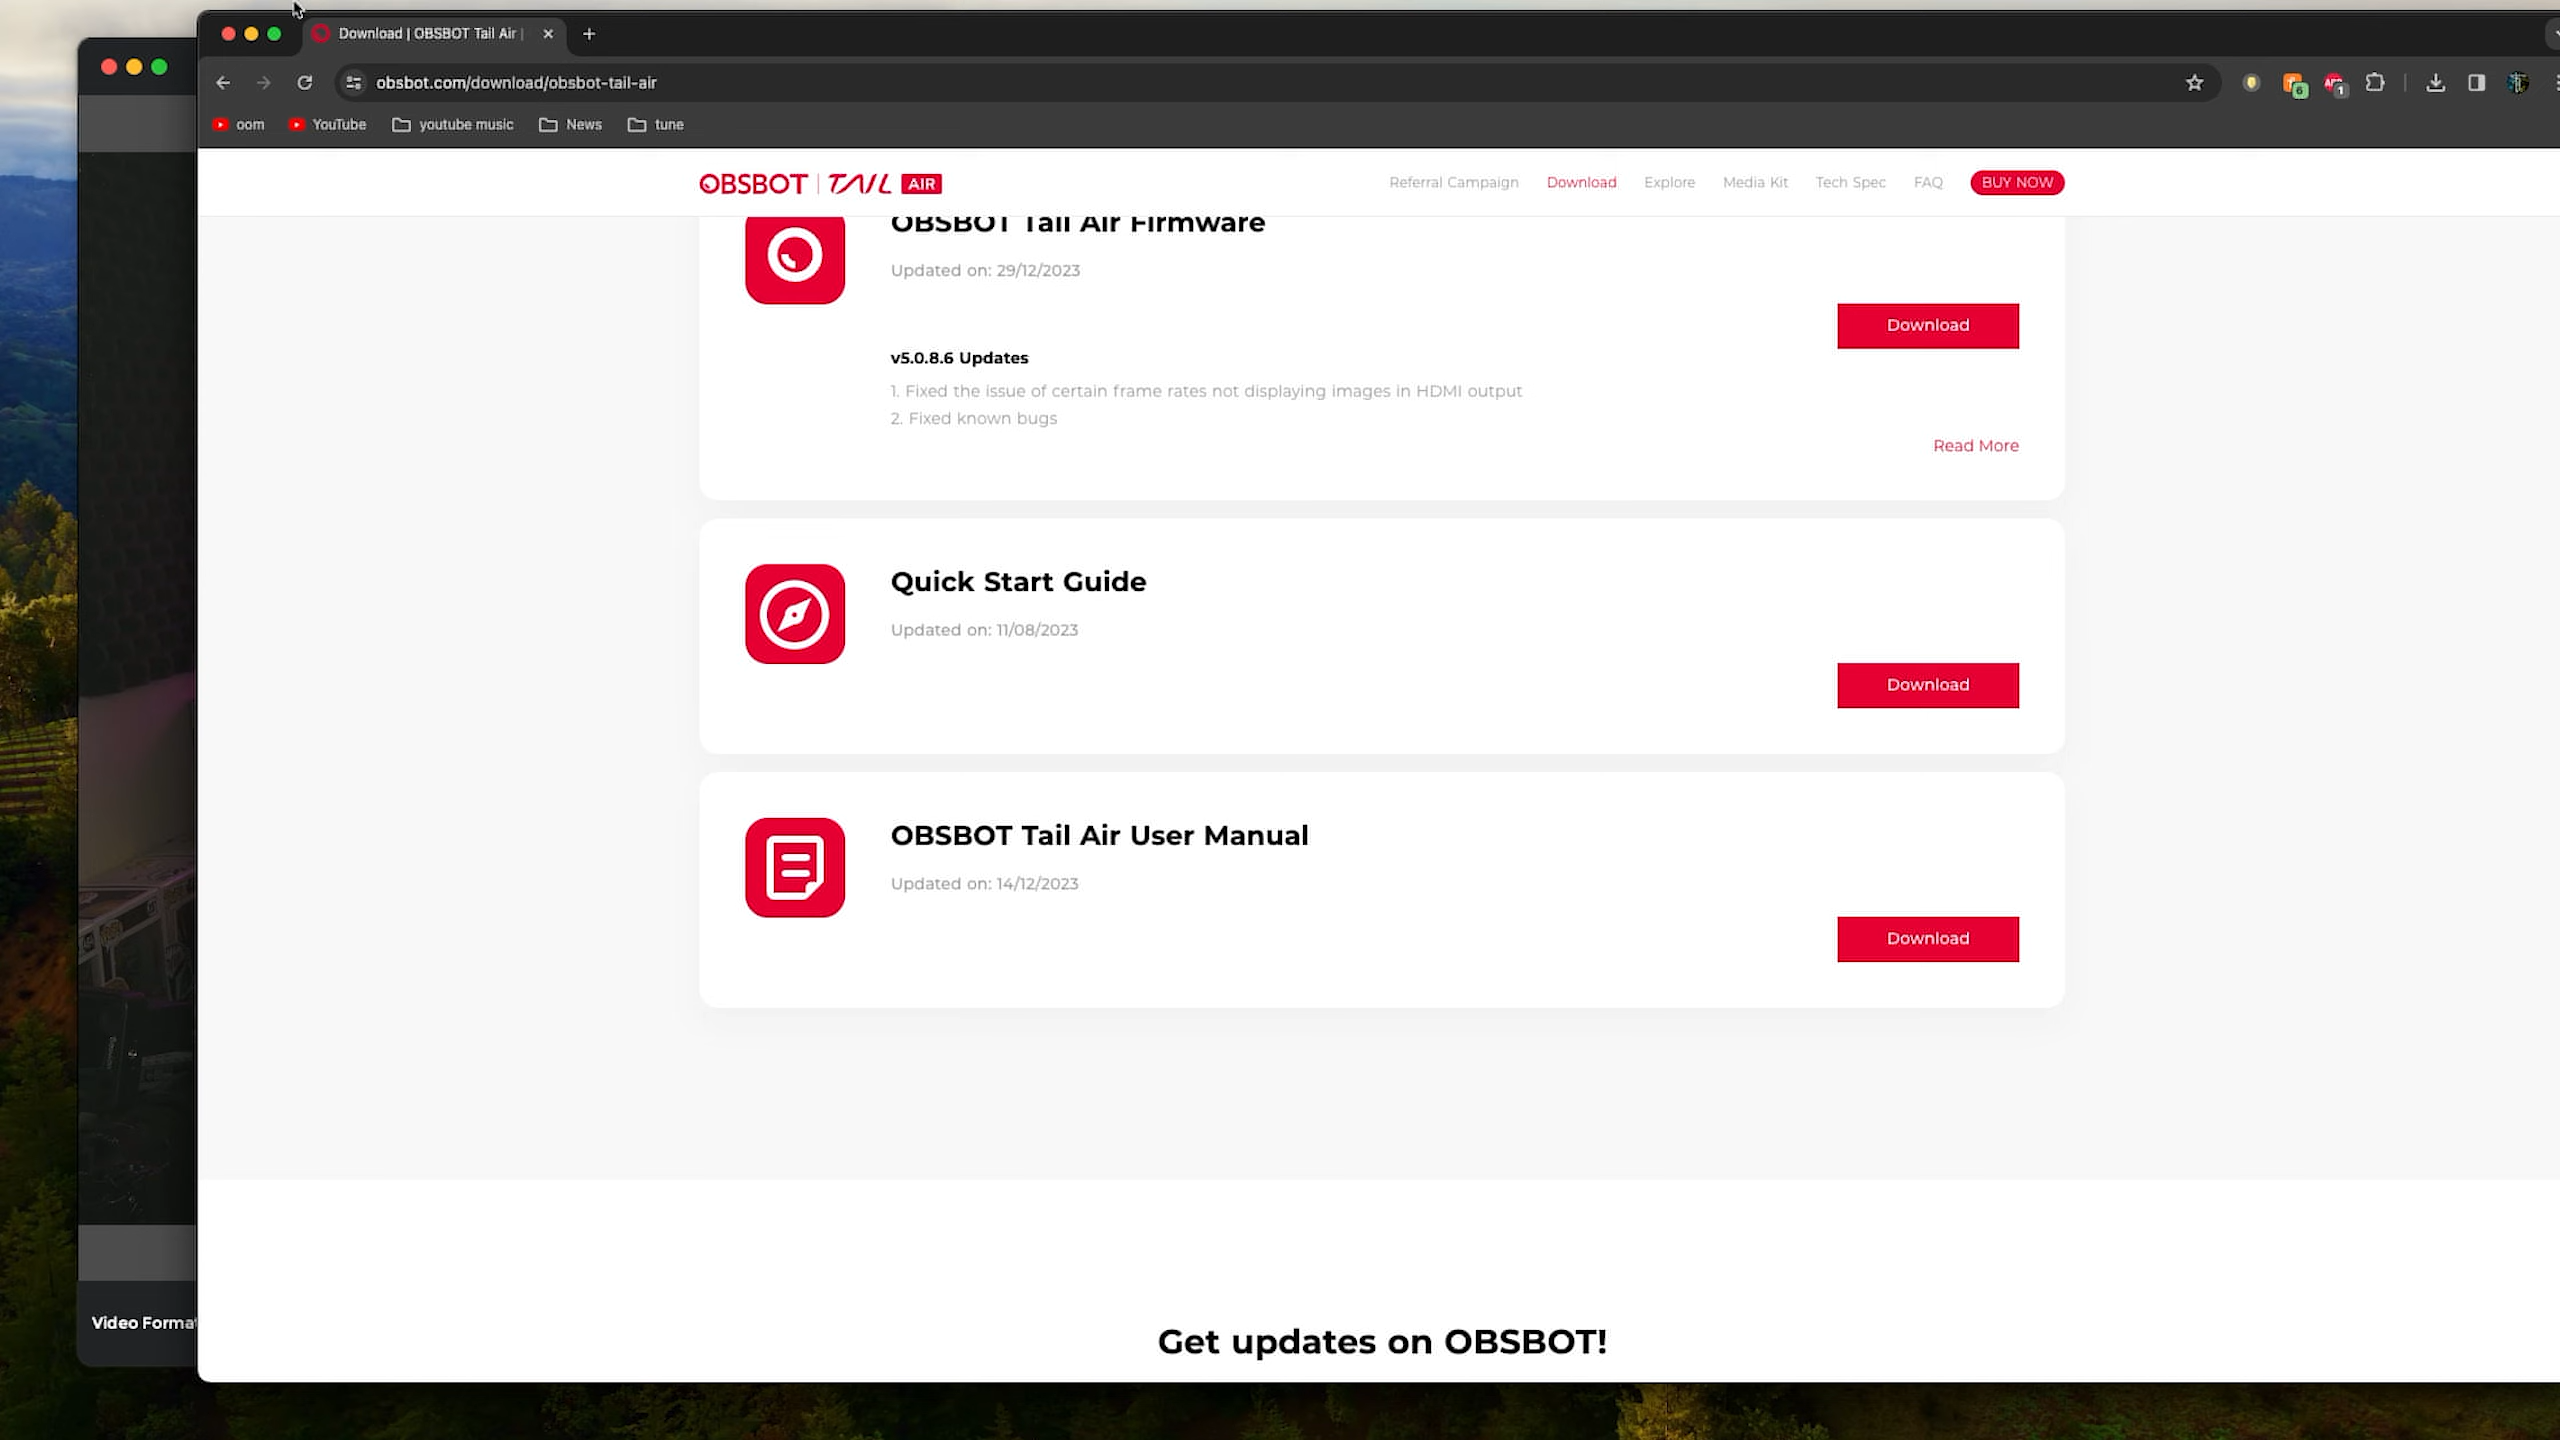 Download | OBSBOT Tail Air |
obsbot.com/download/obsbot-tail-air
6
1
oom
YouTube
youtube music
News
tune
OBSBOT | TAIL AIR
Referral Campaign
Download
Explore
Media Kit
Tech Spec
FAQ
BUY NOW
OBSBOT Tail Air Firmware
Updated on: 29/12/2023
Download
v5.0.8.6 Updates
1. Fixed the issue of certain frame rates not displaying images in HDMI output
2. Fixed known bugs
Read More
Quick Start Guide
Updated on: 11/08/2023
Download
OBSBOT Tail Air User Manual
Updated on: 14/12/2023
Download
Video Format
Get updates on OBSBOT!